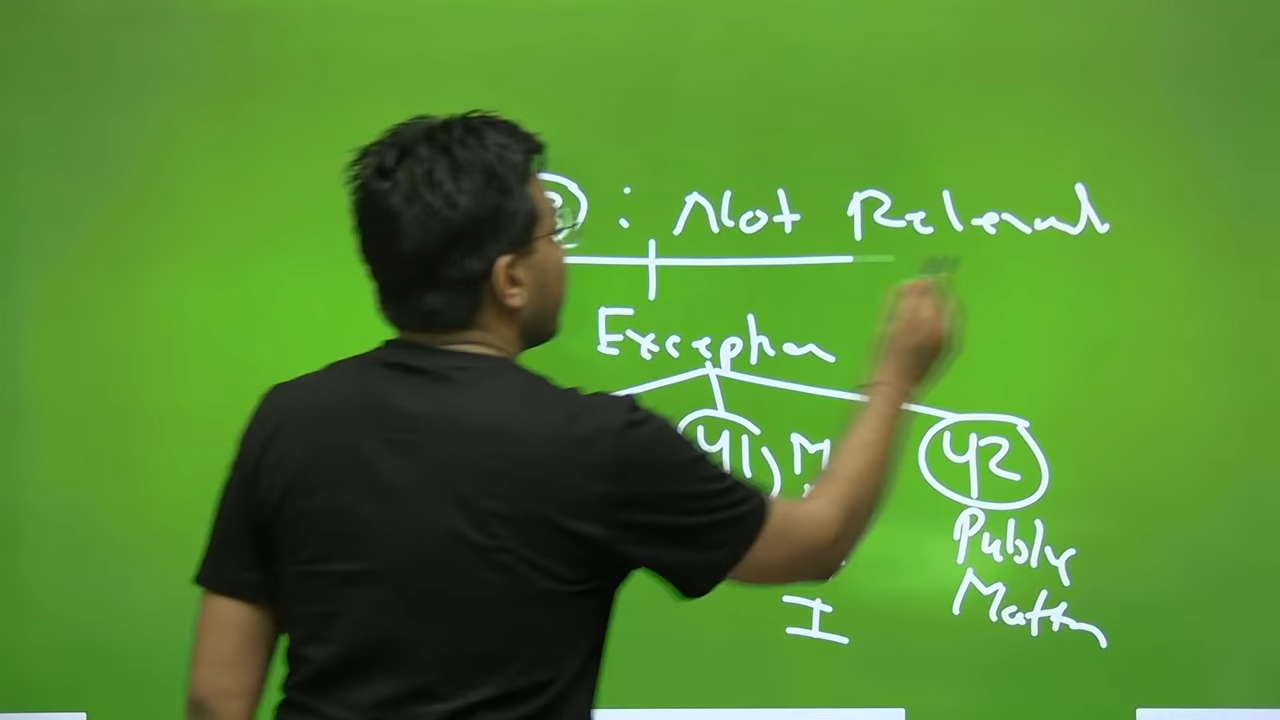 : Not Relevant
Exception
41 M 42
Public
Matter
I